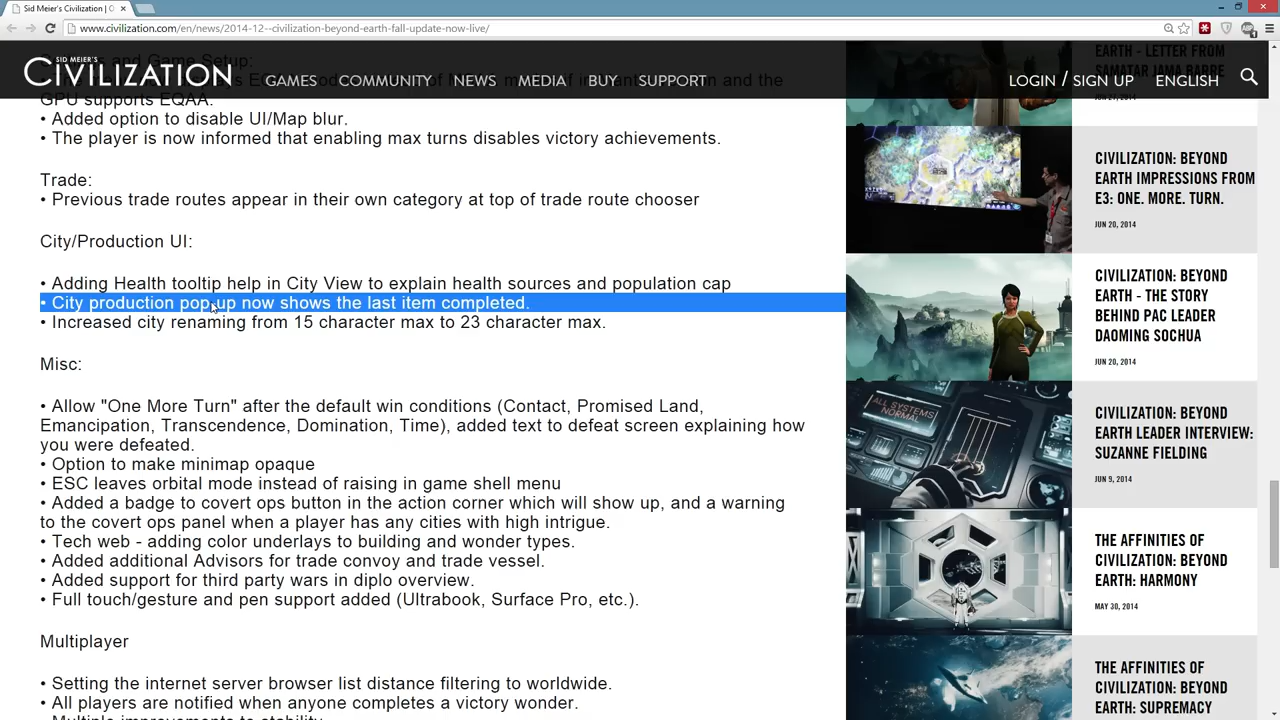 Sid Meier's Civilization | C
www.civilization.com/en/news/2014-12--civilization-beyond-earth-fall-update-now-live/
SID MEIER'S
CIVILIZATION
GAMES COMMUNITY NEWS MEDIA BUY SUPPORT
LOGIN / SIGN UP ENGLISH
GPU supports EQAA.
• Added option to disable UI/Map blur.
• The player is now informed that enabling max turns disables victory achievements.
Trade:
• Previous trade routes appear in their own category at top of trade route chooser
City/Production UI:
• Adding Health tooltip help in City View to explain health sources and population cap
• City production popup now shows the last item completed.
• Increased city renaming from 15 character max to 23 character max.
Misc:
• Allow "One More Turn" after the default win conditions (Contact, Promised Land,
Emancipation, Transcendence, Domination, Time), added text to defeat screen explaining how
you were defeated.
• Option to make minimap opaque
• ESC leaves orbital mode instead of raising in game shell menu
• Added a badge to covert ops button in the action corner which will show up, and a warning
to the covert ops panel when a player has any cities with high intrigue.
• Tech web - adding color underlays to building and wonder types.
• Added additional Advisors for trade convoy and trade vessel.
• Added support for third party wars in diplo overview.
• Full touch/gesture and pen support added (Ultrabook, Surface Pro, etc.).
Multiplayer
• Setting the internet server browser list distance filtering to worldwide.
• All players are notified when anyone completes a victory wonder.
• Multiple improvements to stability
EARTH - LETTER FROM
SAMATAR JAMA BARRE
JUN 27, 2014
CIVILIZATION: BEYOND
EARTH IMPRESSIONS FROM
E3: ONE. MORE. TURN.
JUN 20, 2014
CIVILIZATION: BEYOND
EARTH - THE STORY
BEHIND PAC LEADER
DAOMING SOCHUA
JUN 20, 2014
ALL SYSTEMS
NORMAL
CIVILIZATION: BEYOND
EARTH LEADER INTERVIEW:
SUZANNE FIELDING
JUN 9, 2014
THE AFFINITIES OF
CIVILIZATION: BEYOND
EARTH: HARMONY
MAY 30, 2014
THE AFFINITIES OF
CIVILIZATION: BEYOND
EARTH: SUPREMACY